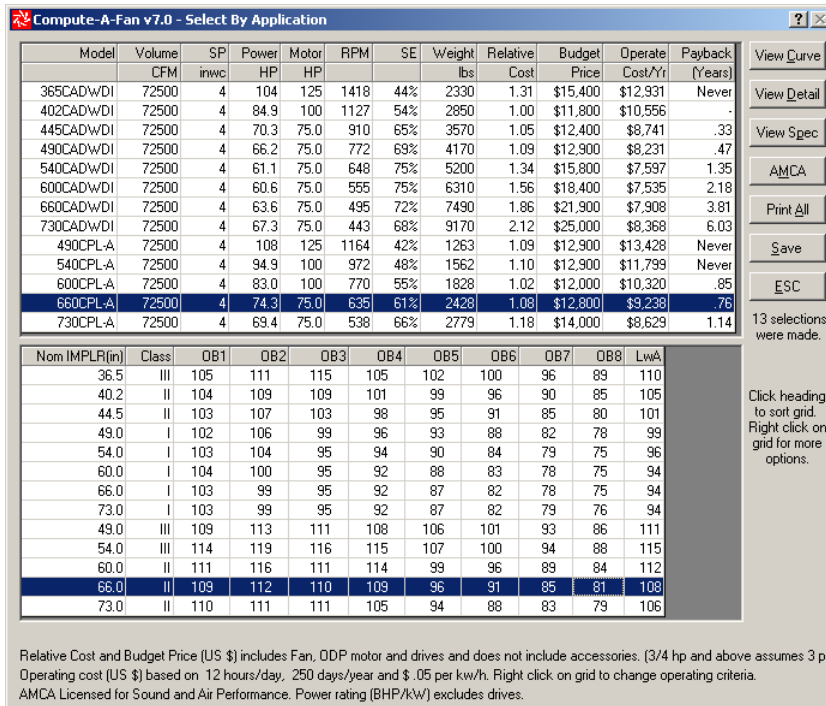 Compute-A-Fan v7.0 - Select By Application
Model Volume SP Power Motor RPM SE Weight Relative Budget Operate Payback
CFM inwc HP HP lbs Cost Price Cost/Yr (Years)
365CADWDI 72500 4 104 125 1418 44% 2330 1.31 $15,400 $12,931 Never
402CADWDI 72500 4 84.9 100 1127 54% 2850 1.00 $11,800 $10,556 -
445CADWDI 72500 4 70.3 75.0 910 65% 3570 1.05 $12,400 $8,741 .33
490CADWDI 72500 4 66.2 75.0 772 69% 4170 1.09 $12,900 $8,231 .47
540CADWDI 72500 4 61.1 75.0 648 75% 5200 1.34 $15,800 $7,597 1.35
600CADWDI 72500 4 60.6 75.0 555 75% 6310 1.56 $18,400 $7,535 2.18
660CADWDI 72500 4 63.6 75.0 495 72% 7490 1.86 $21,900 $7,908 3.81
730CADWDI 72500 4 67.3 75.0 443 68% 9170 2.12 $25,000 $8,368 6.03
490CPL-A 72500 4 108 125 1164 42% 1263 1.09 $12,900 $13,428 Never
540CPL-A 72500 4 94.9 100 972 48% 1562 1.10 $12,900 $11,799 Never
600CPL-A 72500 4 83.0 100 770 55% 1828 1.02 $12,000 $10,320 .85
660CPL-A 72500 4 74.3 75.0 635 61% 2428 1.08 $12,800 $9,238 .76
730CPL-A 72500 4 69.4 75.0 538 66% 2779 1.18 $14,000 $8,629 1.14
View Curve
View Detail
View Spec
AMCA
Print All
Save
ESC
13 selections
were made.
Click heading
to sort grid.
Right click on
grid for more
options.
Nom IMPLR(in) Class OB1 OB2 OB3 OB4 OB5 OB6 OB7 OB8 LwA
36.5 III 105 111 115 105 102 100 96 89 110
40.2 II 104 109 109 101 99 96 90 85 105
44.5 II 103 107 103 98 95 91 85 80 101
49.0 I 102 106 99 96 93 88 82 78 99
54.0 I 103 104 95 94 90 84 79 75 96
60.0 I 104 100 95 92 88 83 78 75 94
66.0 I 103 99 95 92 87 82 78 75 94
73.0 I 103 99 95 92 87 82 79 76 94
49.0 III 109 113 111 108 106 101 93 86 111
54.0 III 114 119 116 115 107 100 94 88 115
60.0 II 111 116 111 114 99 96 89 84 112
66.0 II 109 112 110 109 96 91 85 81 108
73.0 II 110 111 111 105 94 88 83 79 106
Relative Cost and Budget Price (US $) includes Fan, ODP motor and drives and does not include accessories. (3/4 hp and above assumes 3 p
Operating cost (US $) based on 12 hours/day, 250 days/year and $ .05 per kw/h. Right click on grid to change operating criteria.
AMCA Licensed for Sound and Air Performance. Power rating (BHP/kW) excludes drives.